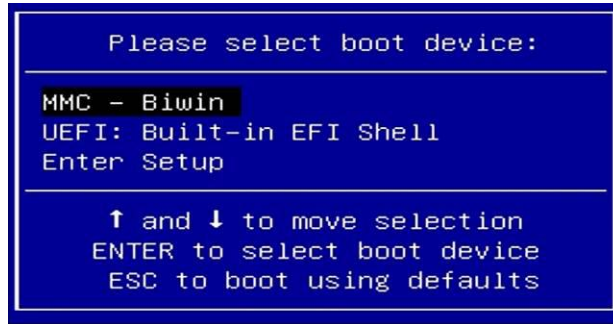 Please select boot device:
MMC – Biwin
UEFI: Built-in EFI Shell
Enter Setup
↑ and ↓ to move selection
ENTER to select boot device
ESC to boot using defaults